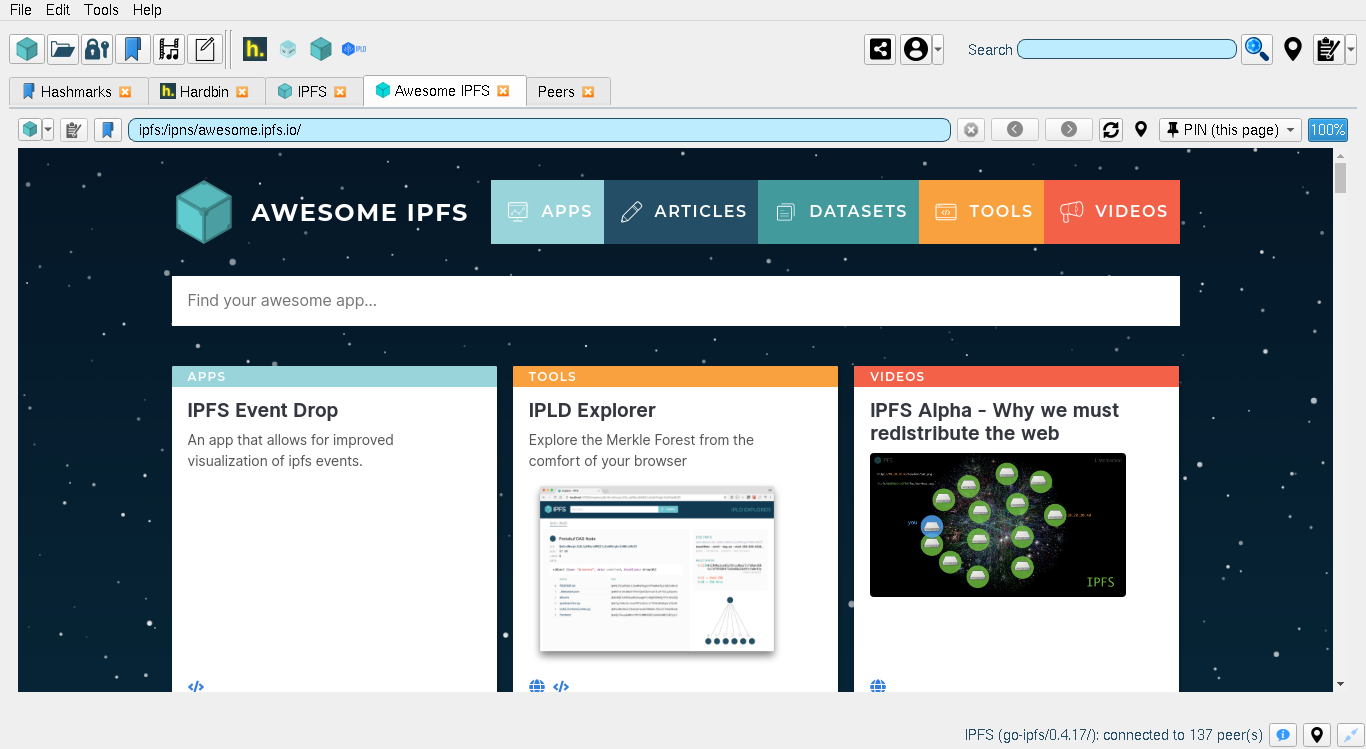 File Edit Tools Help
h. IPLD Search
Hashmarks h. Hardbin IPFS Awesome IPFS Peers
ipfs:/ipns/awesome.ipfs.io/ PIN (this page) 100%
AWESOME IPFS APPS ARTICLES DATASETS TOOLS VIDEOS
Find your awesome app...
APPS
IPFS Event Drop
An app that allows for improved
visualization of ipfs events.
TOOLS
IPLD Explorer
Explore the Merkle Forest from the
comfort of your browser
IPFS IPLD EXPLORER
Protobuf DAG Node
VIDEOS
IPFS Alpha - Why we must
redistribute the web
IPFS
you
IPFS
IPFS (go-ipfs/0.4.17/): connected to 137 peer(s)